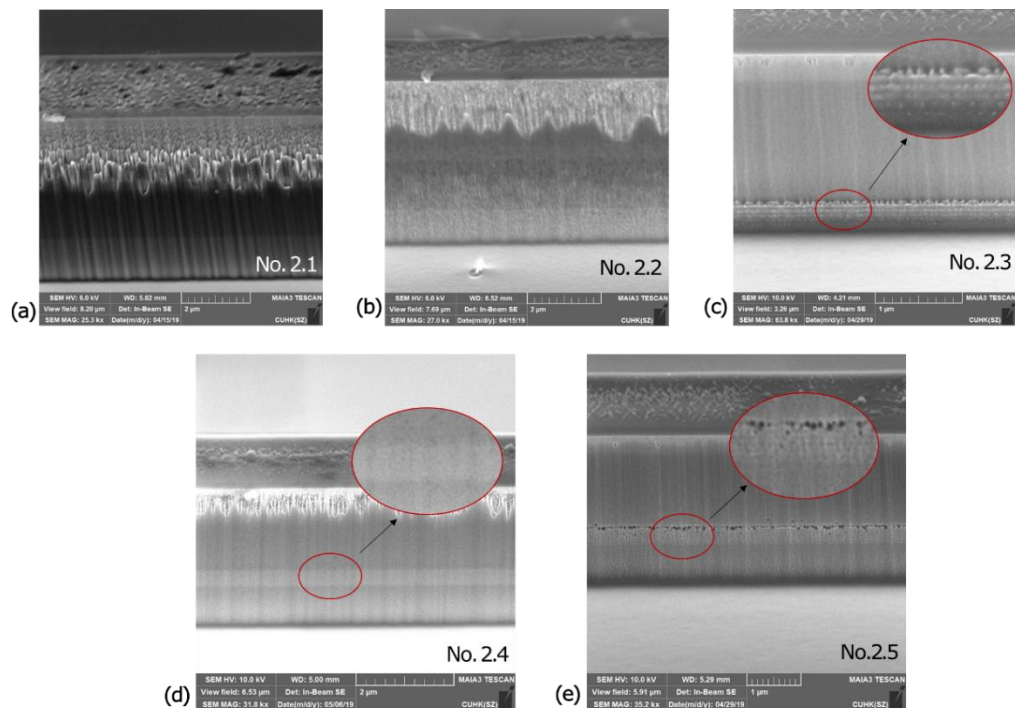 No. 2.1
SEM HV: 6.0 kV WD: 5.62 mm MAIA3 TESCAN
View field: 8.20 µm Det: In-Beam SE 2 µm
SEM MAG: 25.3 kx Date(m/d/y): 04/15/19 CUHK(SZ)
(a)
No. 2.2
SEM HV: 6.0 kV WD: 6.52 mm MAIA3 TESCAN
View field: 7.69 µm Det: In-Beam SE 2 µm
SEM MAG: 27.0 kx Date(m/d/y): 04/15/19 CUHK(SZ)
(b)
No. 2.3
SEM HV: 10.0 kV WD: 4.21 mm MAIA3 TESCAN
View field: 3.26 µm Det: In-Beam SE 1 µm
SEM MAG: 63.8 kx Date(m/d/y): 04/29/19 CUHK(SZ)
(c)
No. 2.4
SEM HV: 10.0 kV WD: 5.00 mm MAIA3 TESCAN
View field: 6.53 µm Det: In-Beam SE 2 µm
SEM MAG: 31.8 kx Date(m/d/y): 05/06/19 CUHK(SZ)
(d)
No.2.5
SEM HV: 10.0 kV WD: 5.29 mm MAIA3 TESCAN
View field: 5.91 µm Det: In-Beam SE 1 µm
SEM MAG: 35.2 kx Date(m/d/y): 04/29/19 CUHK(SZ)
(e)